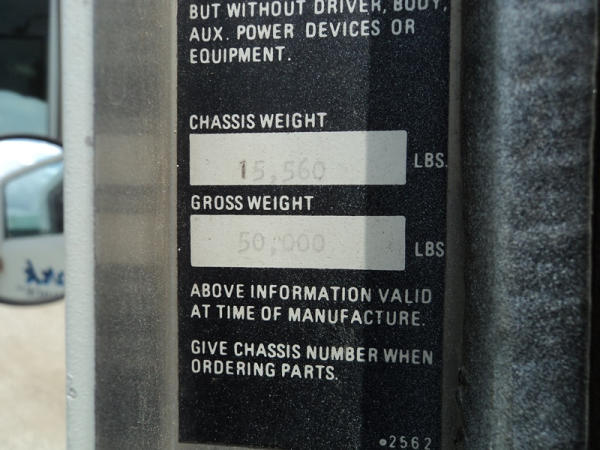 BUT WITHOUT DRIVER, BODY,
AUX. POWER DEVICES OR
EQUIPMENT.
CHASSIS WEIGHT
15,560 LBS.
GROSS WEIGHT
50,000 LBS
ABOVE INFORMATION VALID
AT TIME OF MANUFACTURE.
GIVE CHASSIS NUMBER WHEN
ORDERING PARTS.
2562